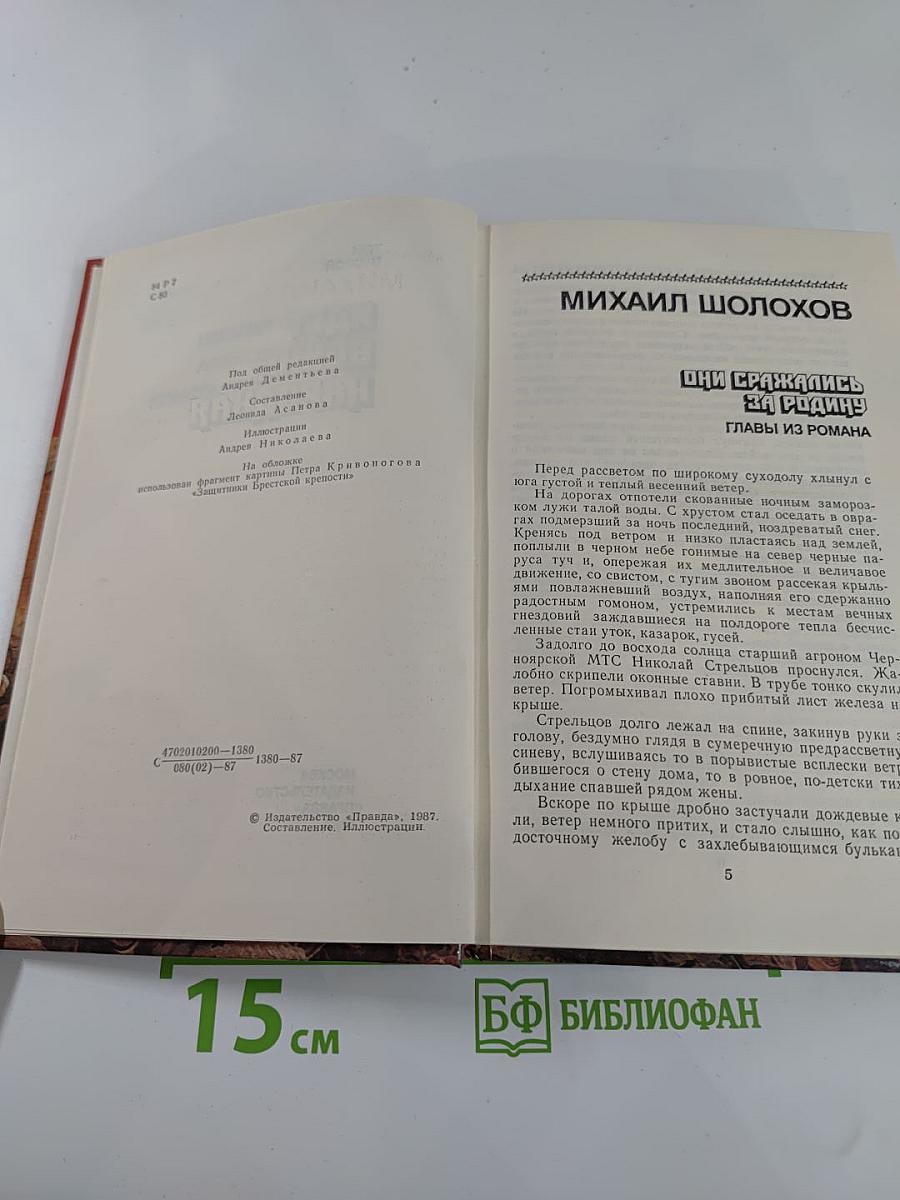 84 Р 7
С 80
Под общей редакцией
Андрея Дементьева
Составление
Леонида Асанова
Иллюстрации
Андрея Николаева
На обложке
использован фрагмент картины Петра Кривоногова
«Защитники Брестской крепости»
С 4702010200—1380
080(02)—87
1380—87
© Издательство «Правда», 1987.
Составление. Иллюстрации.
МИХАИЛ ШОЛОХОВ
ОНИ СРАЖАЛИСЬ
ЗА РОДИНУ
ГЛАВЫ ИЗ РОМАНА
Перед рассветом по широкому суходолу хлынул с
юга густой и теплый весенний ветер.
На дорогах отпотели скованные ночным замороз-
ком лужи талой воды. С хрустом стал оседать в овра-
гах подмерзший за ночь последний, ноздреватый снег.
Кренясь под ветром и низко пластаясь над землей,
поплыли в черном небе гонимые на север черные па-
руса туч и, опережая их медлительное и величавое
движение, со свистом, с тугим звоном рассекая крыль-
ями повлажневший воздух, наполняя его сдержанно
радостным гомоном, устремились к местам вечных
гнездовий заждавшиеся на полдороге тепла бесчис-
ленные стаи уток, казарок, гусей.
Задолго до восхода солнца старший агроном Чер-
ноярской МТС Николай Стрельцов проснулся. Жа-
лобно скрипели оконные ставни. В трубе тонко скулил
ветер. Погромыхивал плохо прибитый лист железа н
крыше.
Стрельцов долго лежал на спине, закинув руки з
голову, бездумно глядя в сумеречную предрассветну
синеву, вслушиваясь то в порывистые всплески ветр
бившегося о стену дома, то в ровное, по-детски тих
дыхание спавшей рядом жены.
Вскоре по крыше дробно застучали дождевые к
ли, ветер немного притих, и стало слышно, как по
досточному желобу с захлебывающимся булькан
5
15 см
БФ БИБЛИОФАН